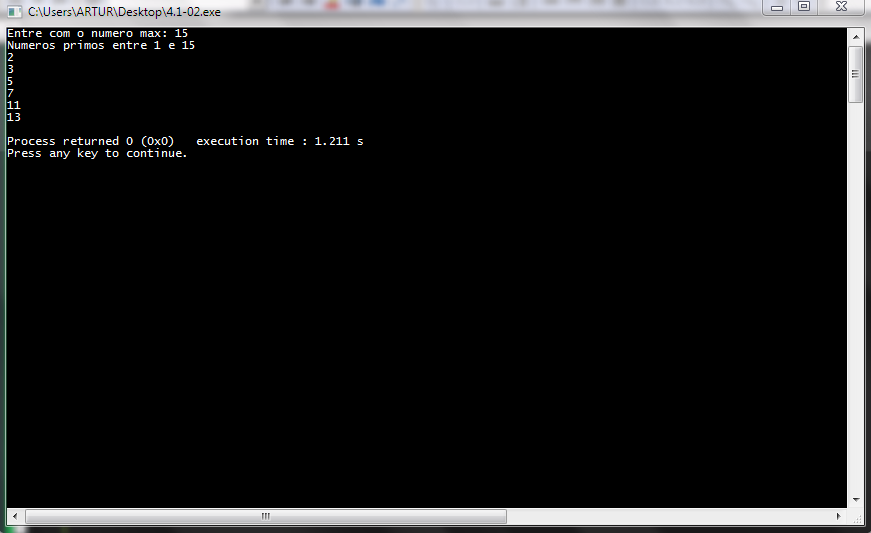 C:\Users\ARTUR\Desktop\4.1-02.exe
Entre com o numero max: 15
Numeros primos entre 1 e 15
2
3
5
7
11
13
Process returned 0 (0x0)   execution time : 1.211 s
Press any key to continue.